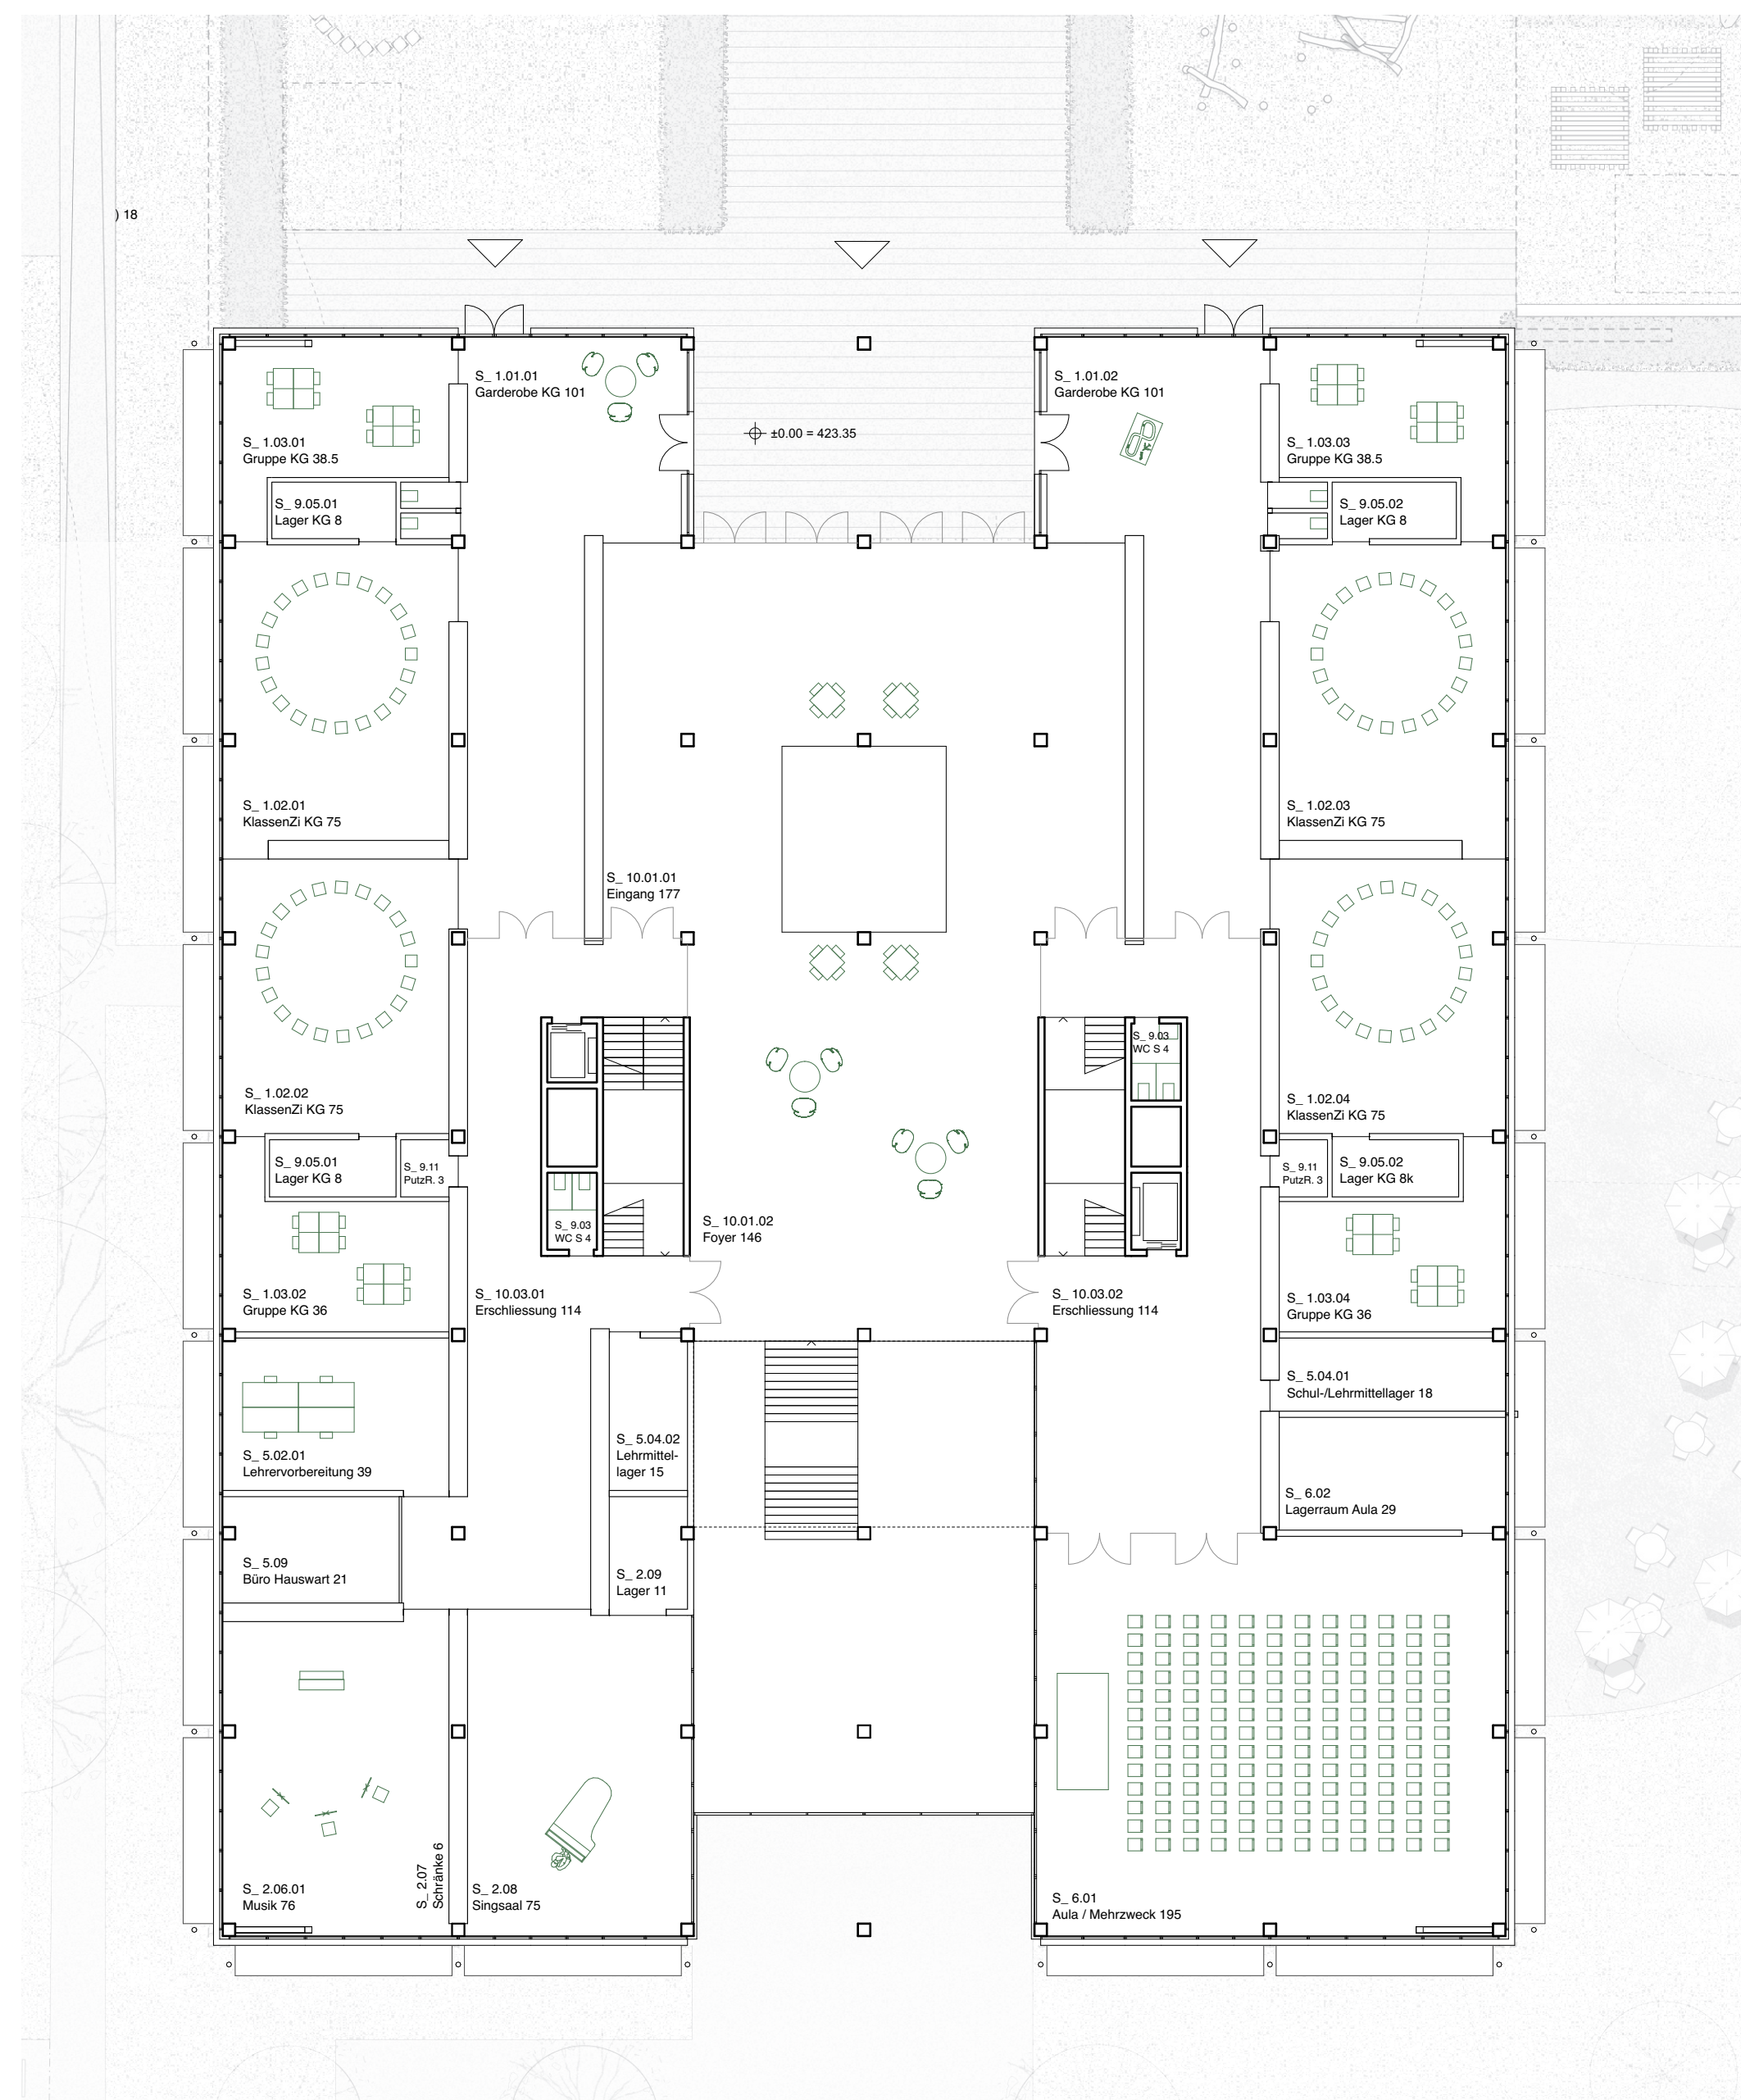 ) 18
S_ 1.01.01
Garderobe KG 101
S_ 1.01.02
Garderobe KG 101
±0.00 = 423.35
S_ 1.03.01
Gruppe KG 38.5
S_ 1.03.03
Gruppe KG 38.5
S_ 9.05.01
Lager KG 8
S_ 9.05.02
Lager KG 8
S_ 1.02.01
KlassenZi KG 75
S_ 1.02.03
KlassenZi KG 75
S_ 10.01.01
Eingang 177
S_ 9.03
WC S 4
S_ 1.02.02
KlassenZi KG 75
S_ 1.02.04
KlassenZi KG 75
S_ 9.05.01
Lager KG 8
S_ 9.11
PutzR. 3
S_ 9.11
PutzR. 3
S_ 9.05.02
Lager KG 8k
S_ 9.03
WC S 4
S_ 10.01.02
Foyer 146
S_ 1.03.02
Gruppe KG 36
S_ 10.03.01
Erschliessung 114
S_ 10.03.02
Erschliessung 114
S_ 1.03.04
Gruppe KG 36
S_ 5.04.01
Schul-/Lehrmittellager 18
S_ 5.02.01
Lehrervorbereitung 39
S_ 5.04.02
Lehrmittel-
lager 15
S_ 6.02
Lagerraum Aula 29
S_ 5.09
Büro Hauswart 21
S_ 2.09
Lager 11
S_ 2.06.01
Musik 76
S_ 2.07
Schränke 6
S_ 2.08
Singsaal 75
S_ 6.01
Aula / Mehrzweck 195